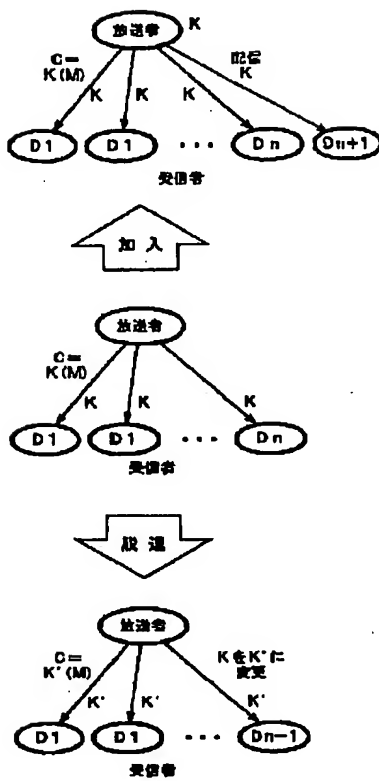 放送者 K
C=
K(M)
K K K
配信
K
D1 D1 ・・・ Dn Dn+1
受信者
加入
放送者
C=
K(M)
K K K
D1 D1 ・・・ Dn
受信者
脱退
放送者
C=
K'(M)
K' K' K'
KをK'に
変更
D1 D1 ・・・ Dn-1
受信者